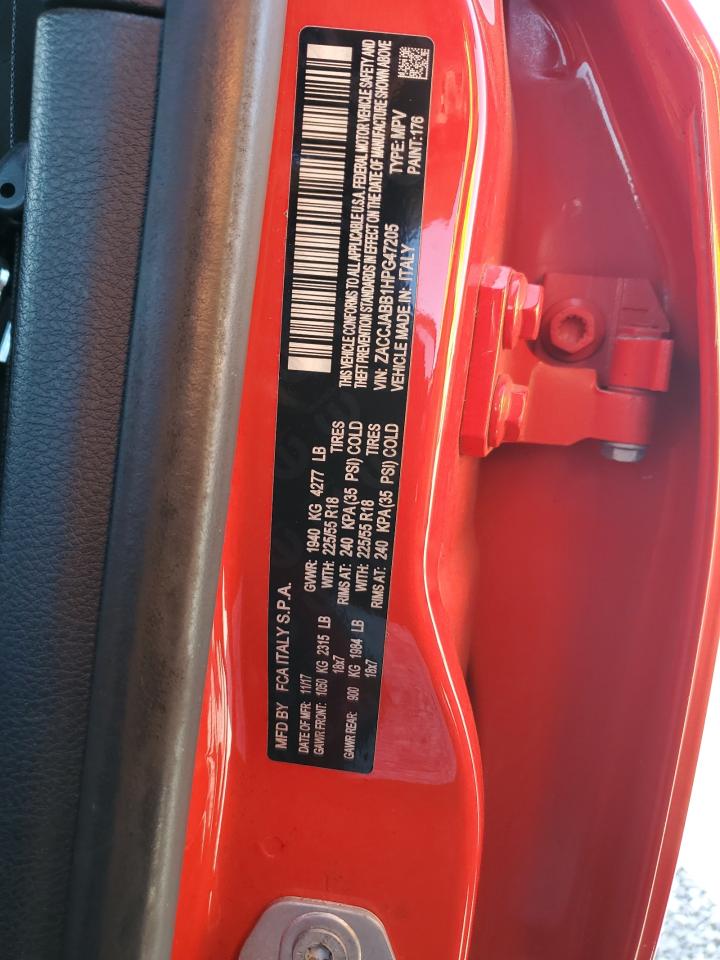 MFD BY FCA ITALY S.P.A.
DATE OF MFR: 11/17 GVWR: 1940 KG 4277 LB
GAWR FRONT: 1050 KG 2315 LB WITH: 225/55 R18 TIRES
18x7 RIMS AT: 240 KPA(35 PSI) COLD
GAWR REAR: 900 KG 1984 LB WITH: 225/55 R18 TIRES
18x7 RIMS AT: 240 KPA(35 PSI) COLD
THIS VEHICLE CONFORMS TO ALL APPLICABLE U.S.A. FEDERAL MOTOR VEHICLE SAFETY AND
THEFT PREVENTION STANDARDS IN EFFECT ON THE DATE OF MANUFACTURE SHOWN ABOVE
VIN: ZACCJABB1HPG47205 TYPE: MPV
VEHICLE MADE IN: ITALY PAINT: 176